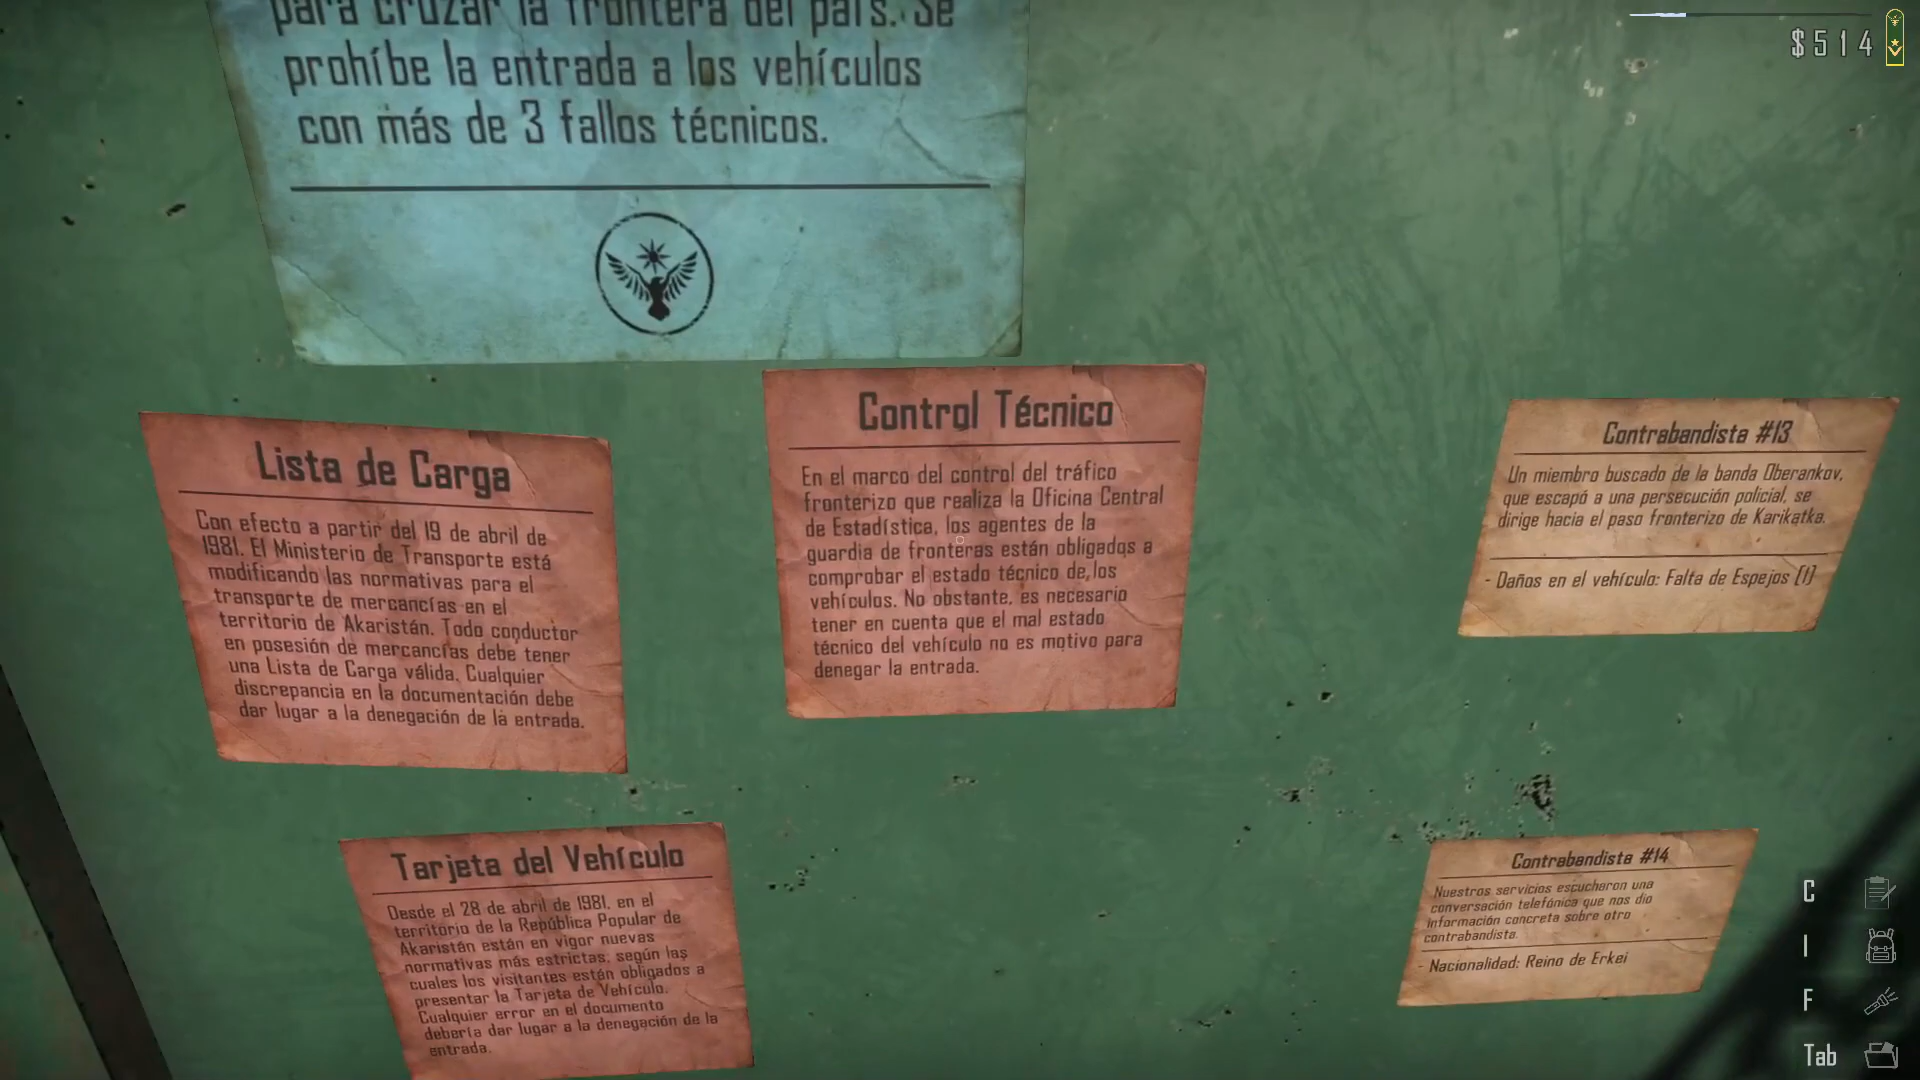 para cruzar la frontera del país. Se
prohíbe la entrada a los vehículos
con más de 3 fallos técnicos.
$514
Lista de Carga
Con efecto a partir del 19 de abril de
1981. El Ministerio de Transporte está
modificando las normativas para el
transporte de mercancías en el
territorio de Akaristán. Todo conductor
en posesión de mercancías debe tener
una Lista de Carga válida. Cualquier
discrepancia en la documentación debe
dar lugar a la denegación de la entrada.
Control Técnico
En el marco del control del tráfico
fronterizo que realiza la Oficina Central
de Estadística, los agentes de la
guardia de fronteras están obligados a
comprobar el estado técnico de los
vehículos. No obstante, es necesario
tener en cuenta que el mal estado
técnico del vehículo no es motivo para
denegar la entrada.
Contrabandista #13
Un miembro buscado de la banda Oberankov,
que escapó a una persecución policial, se
dirige hacia el paso fronterizo de Karikatka.
- Daños en el vehículo: Falta de Espejos (1)
Tarjeta del Vehículo
Desde el 28 de abril de 1981, en el
territorio de la República Popular de
Akaristán están en vigor nuevas
normativas más estrictas, según las
cuales los visitantes están obligados a
presentar la Tarjeta de Vehículo.
Cualquier error en el documento
debería dar lugar a la denegación de la
entrada.
Contrabandista #14
Nuestros servicios escucharon una
conversación telefónica que nos dio
información concreta sobre otro
contrabandista.
- Nacionalidad: Reino de Erkei
C
I
F
Tab